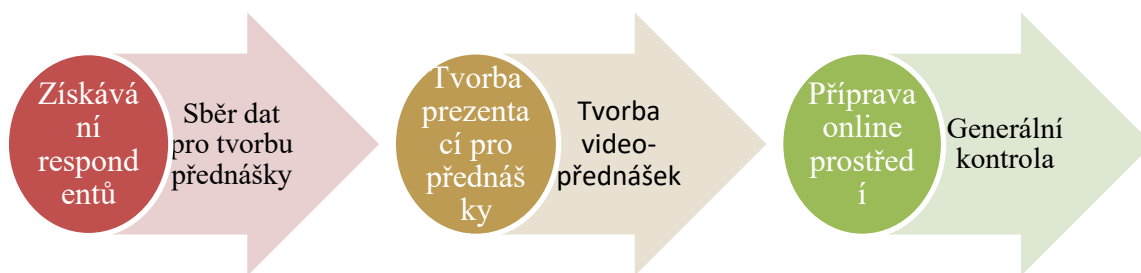 Získává
ní
respond
entů
Sběr dat
pro tvorbu
přednášky
Tvorba
prezenta
cí pro
přednáš
ky
Tvorba
video-
přednášek
Příprava
online
prostřed
í
Generální
kontrola